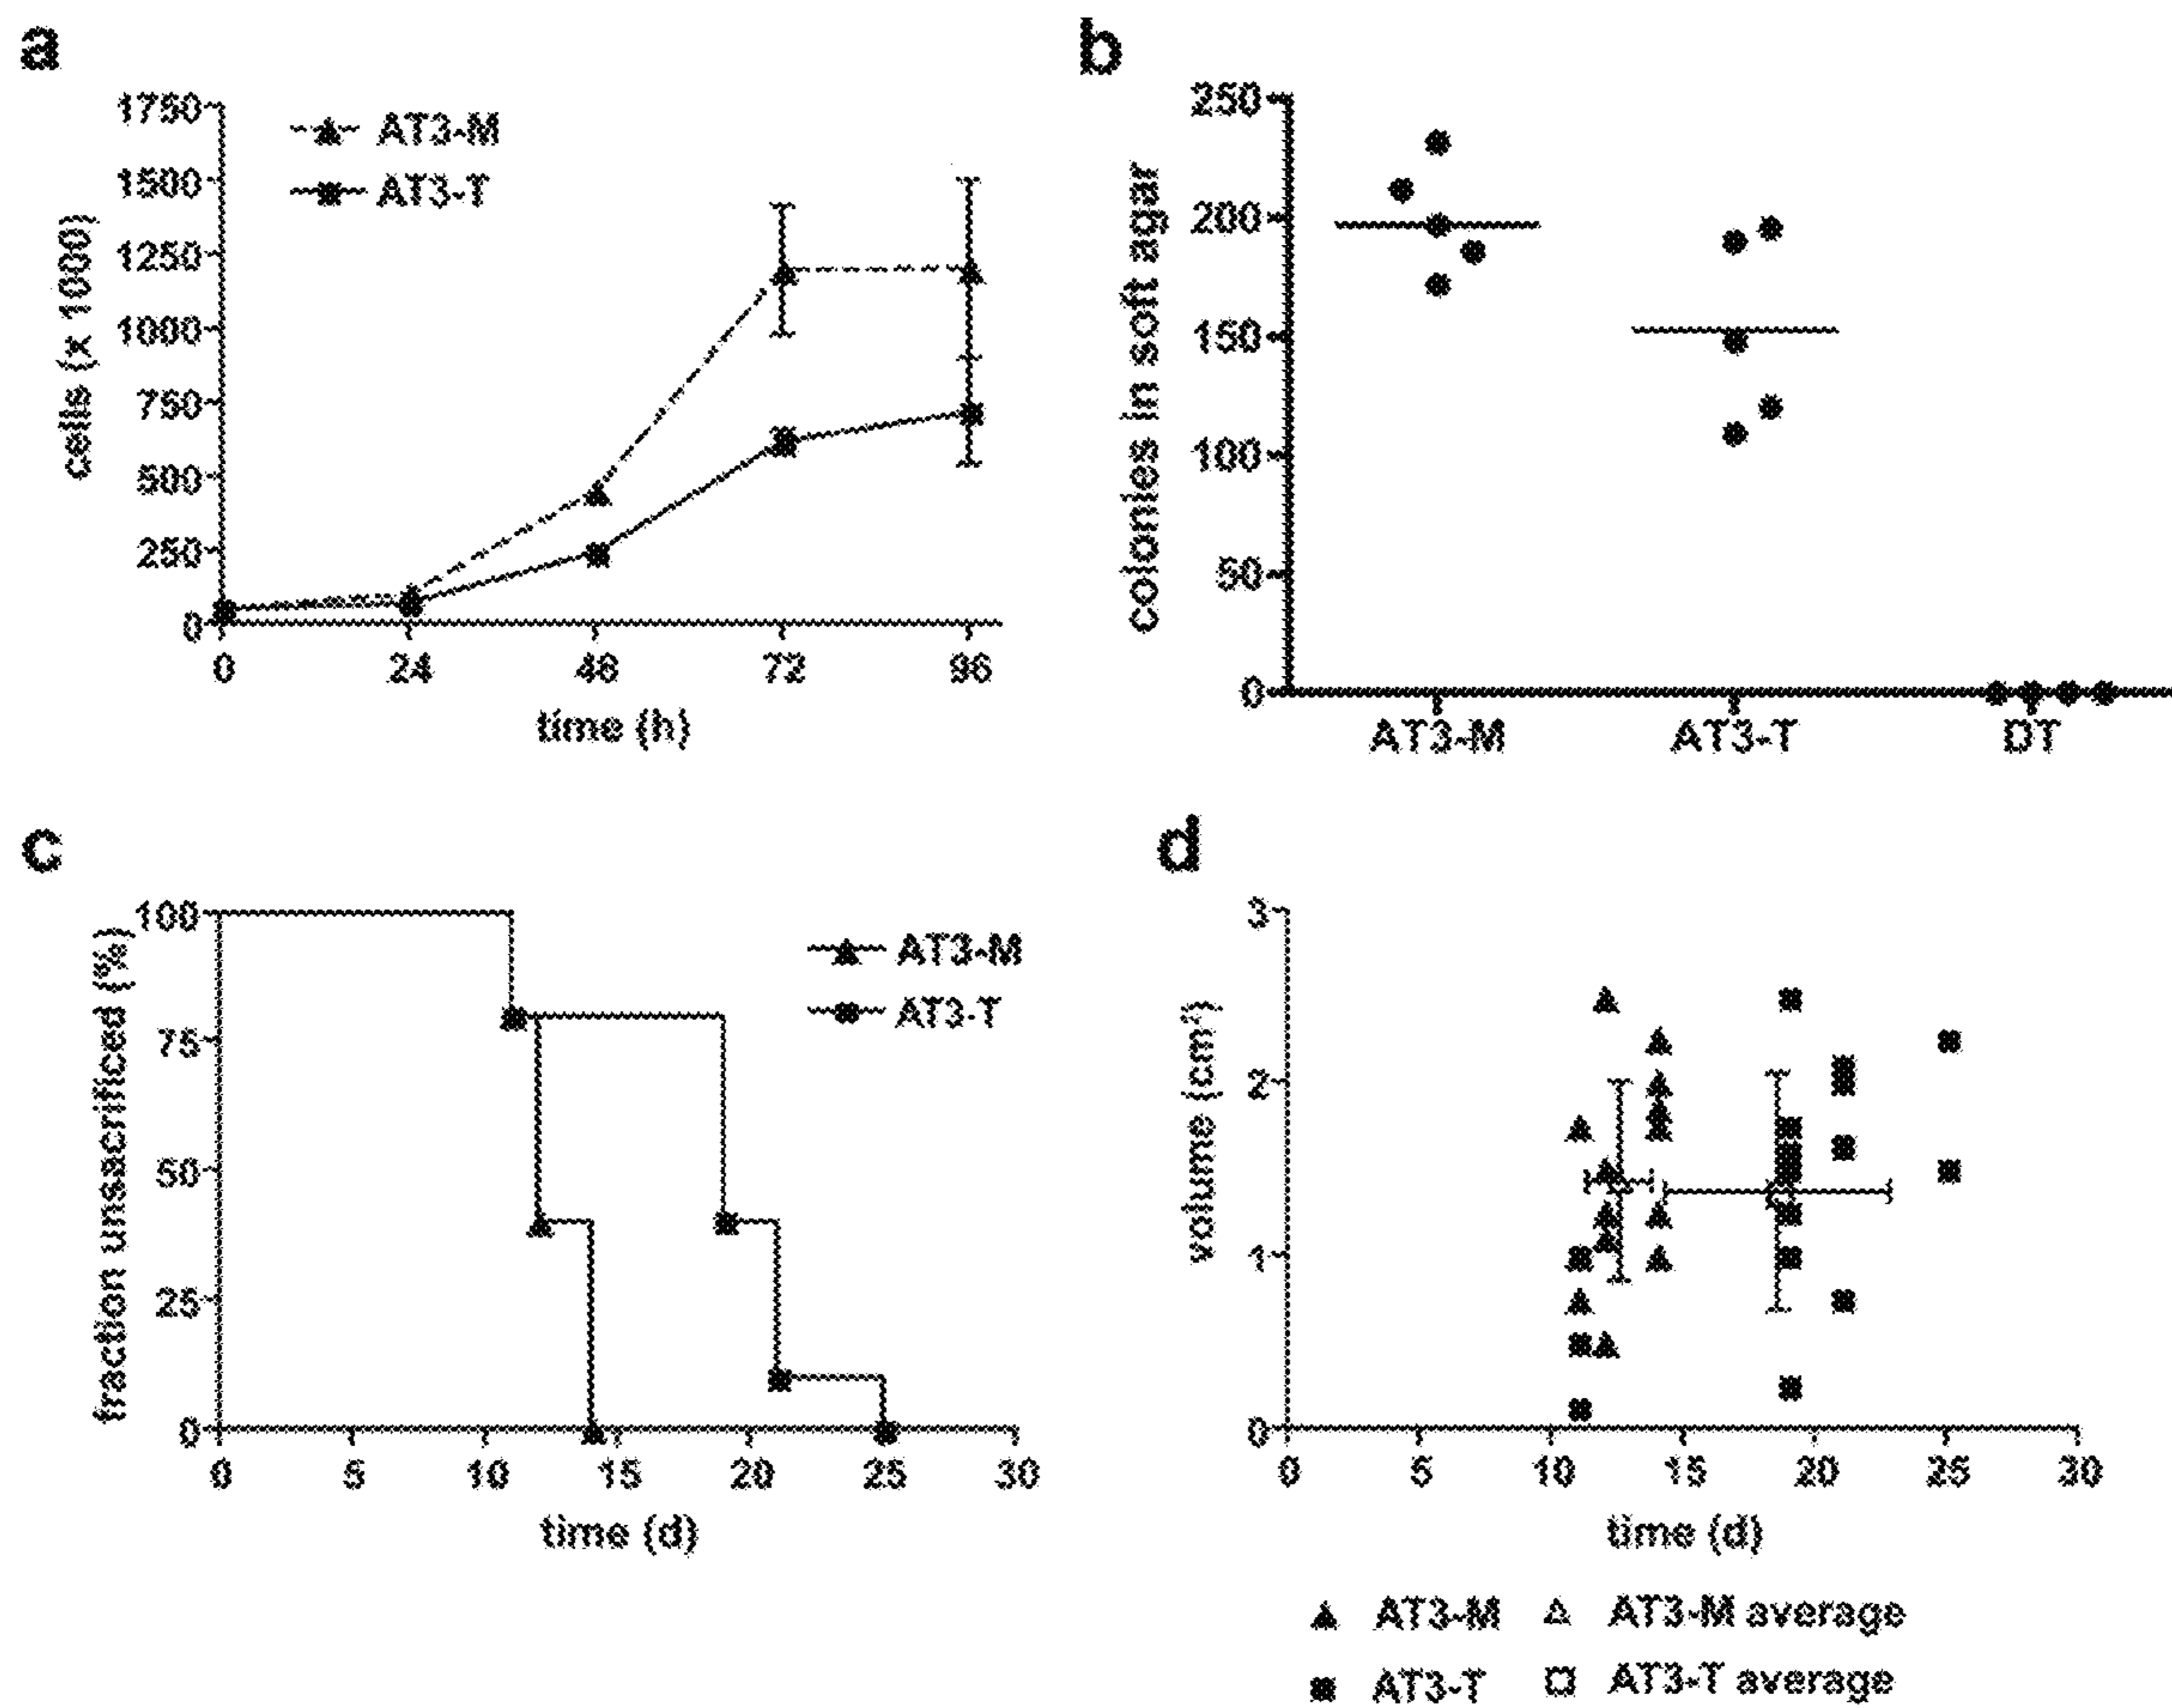 a
1750
1500
1250
1000
750
500
250
0
cells (x 1000)
AT3-M
AT3-T
0 24 48 72 96
time (h)
b
250
200
150
100
50
0
colonies in soft agar
AT3-M AT3-T DT
c
100
75
50
25
0
fraction unsacrificed (%)
AT3-M
AT3-T
0 5 10 15 20 25 30
time (d)
d
3
2
1
0
volume (cm³)
0 5 10 15 20 25 30
time (d)
AT3-M AT3-M average
AT3-T AT3-T average